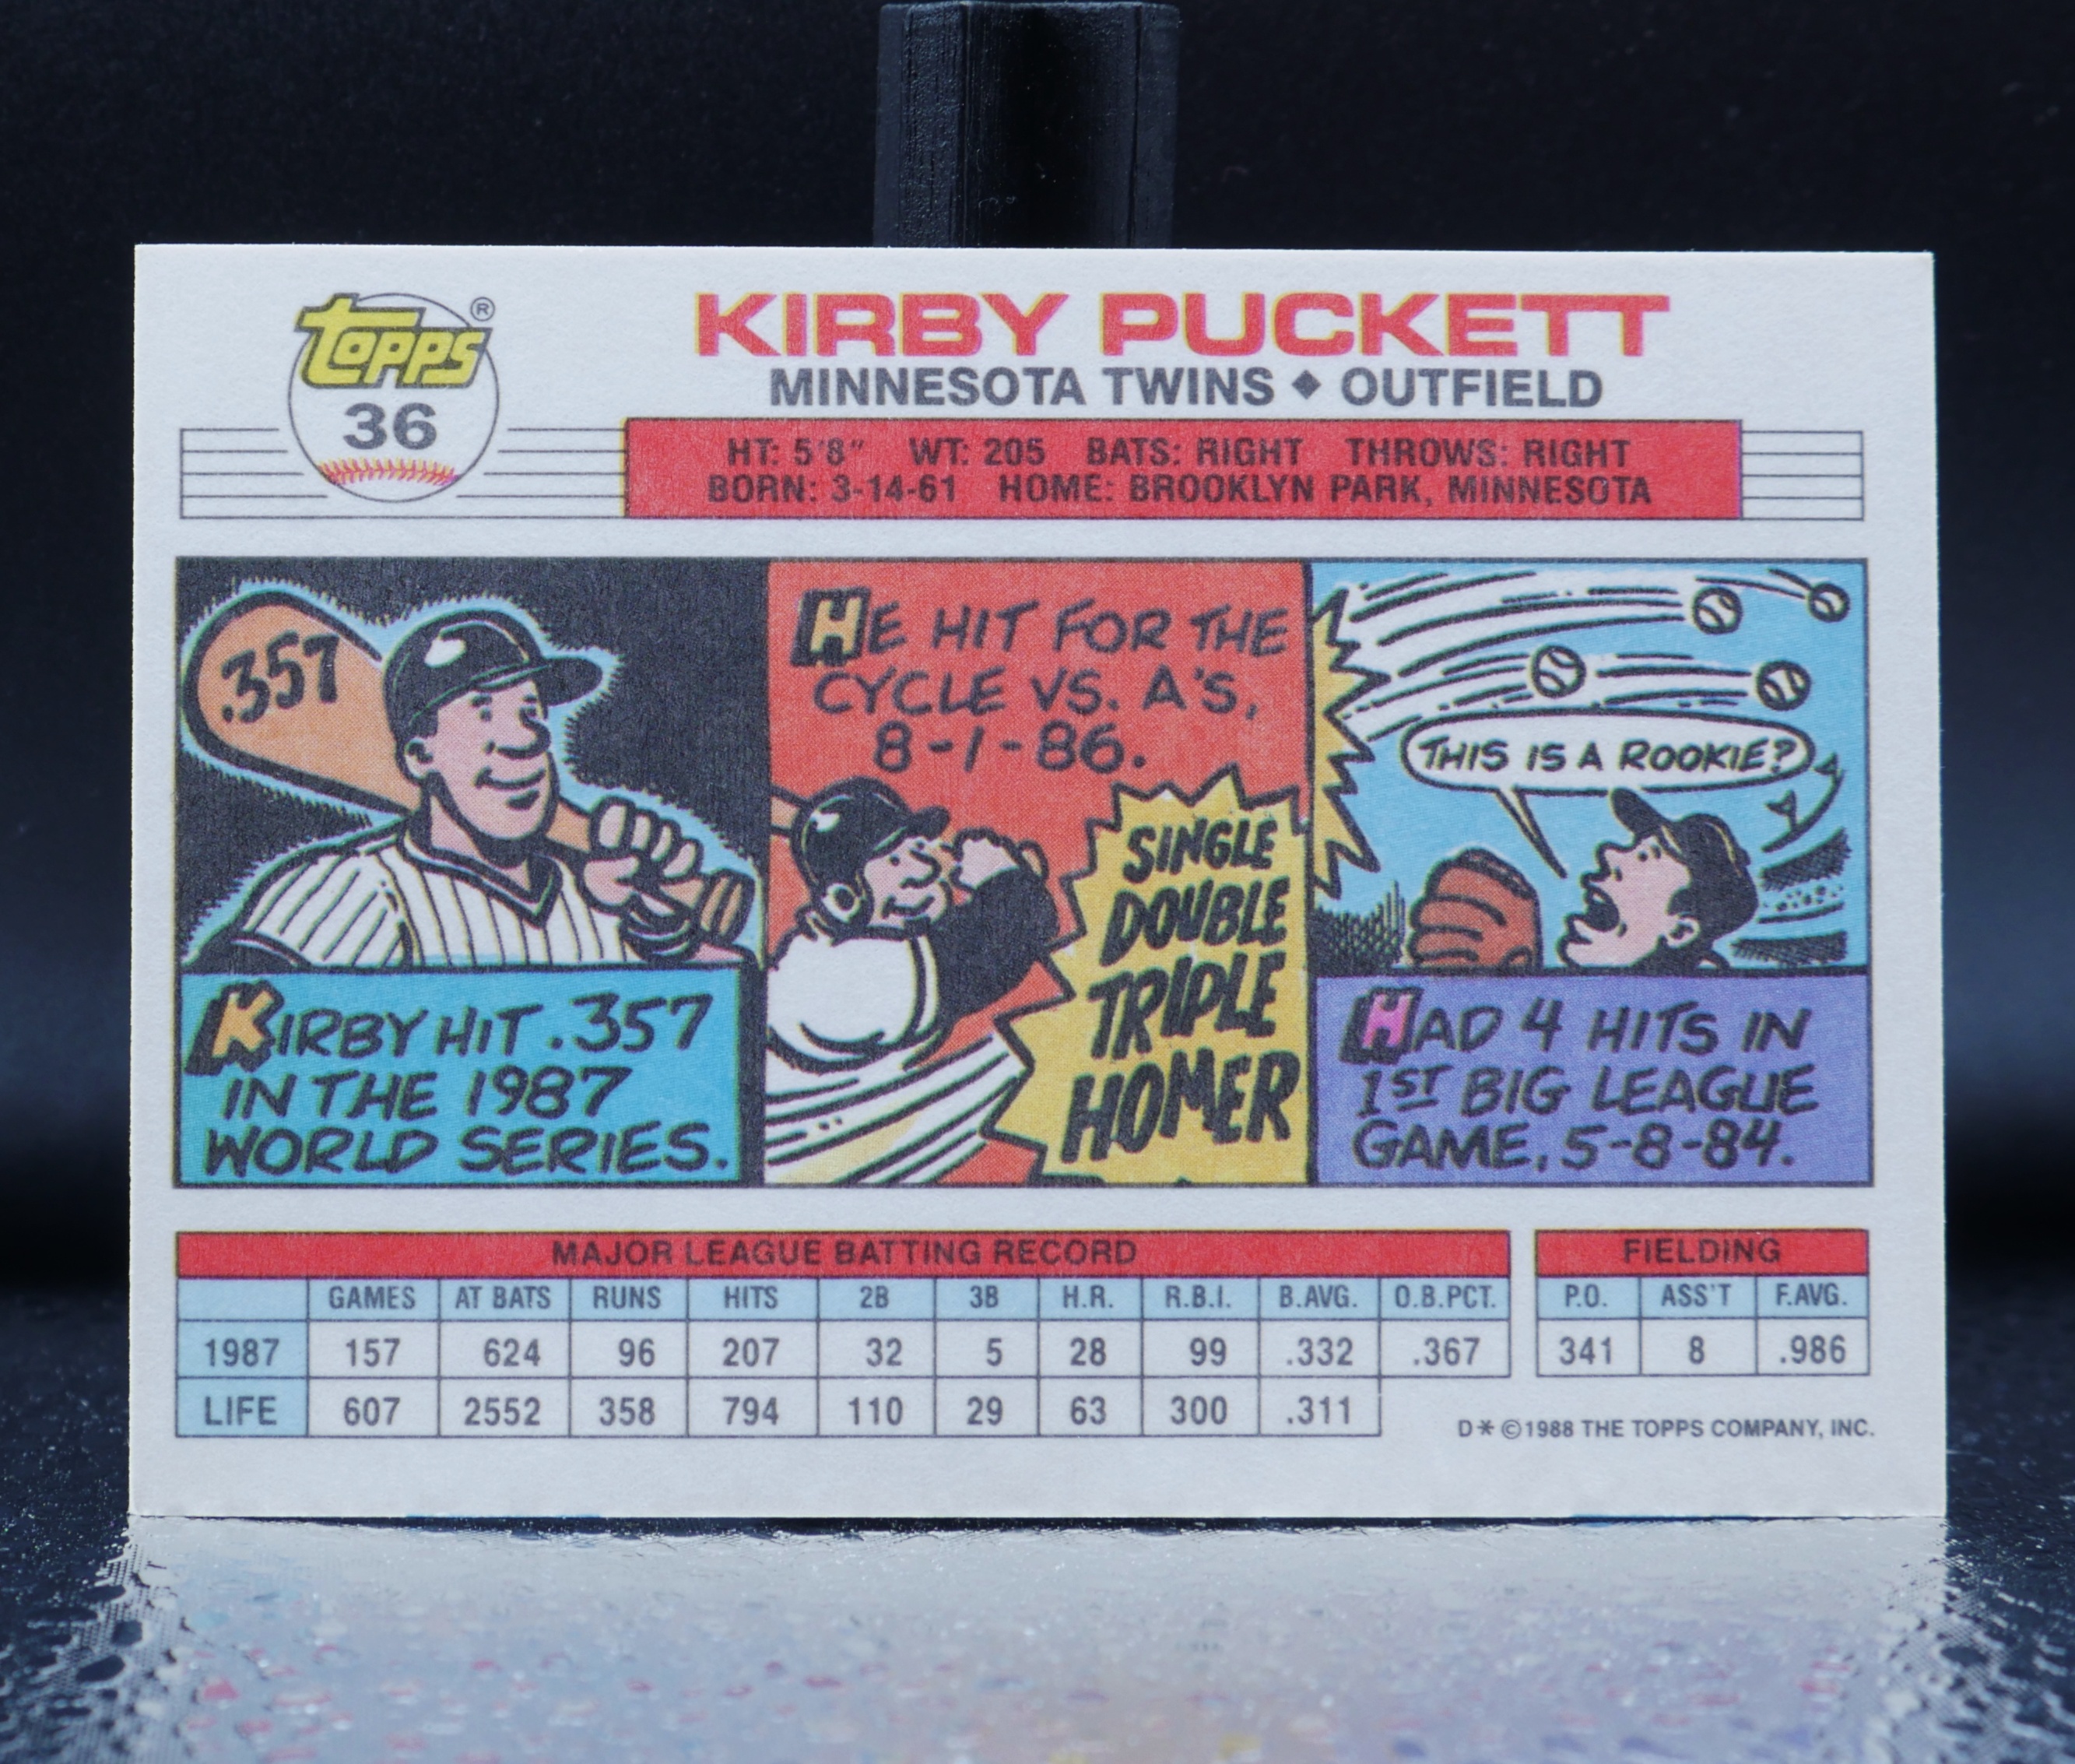 topps®
36
KIRBY PUCKETT
MINNESOTA TWINS ◆ OUTFIELD
HT: 5'8" WT: 205 BATS: RIGHT THROWS: RIGHT
BORN: 3-14-61 HOME: BROOKLYN PARK, MINNESOTA
.357
KIRBY HIT .357
IN THE 1987
WORLD SERIES.
HE HIT FOR THE
CYCLE VS. A'S,
8-1-86.
SINGLE
DOUBLE
TRIPLE
HOMER
THIS IS A ROOKIE?
HAD 4 HITS IN
1ST BIG LEAGUE
GAME, 5-8-84.
MAJOR LEAGUE BATTING RECORD
GAMES AT BATS RUNS HITS 2B 3B H.R. R.B.I. B.AVG. O.B.PCT.
1987 157 624 96 207 32 5 28 99 .332 .367
LIFE 607 2552 358 794 110 29 63 300 .311
FIELDING
P.O. ASS'T F.AVG.
341 8 .986
D* ©1988 THE TOPPS COMPANY, INC.